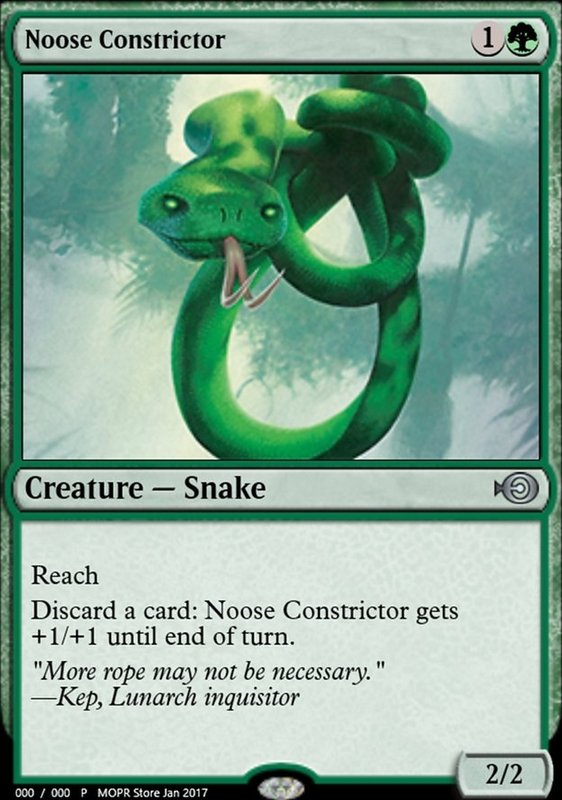 Noose Constrictor 1
Creature — Snake
Reach
Discard a card: Noose Constrictor gets
+1/+1 until end of turn.
"More rope may not be necessary."
—Kep, Lunarch inquisitor
2/2
000 / 000 P MOPR Store Jan 2017